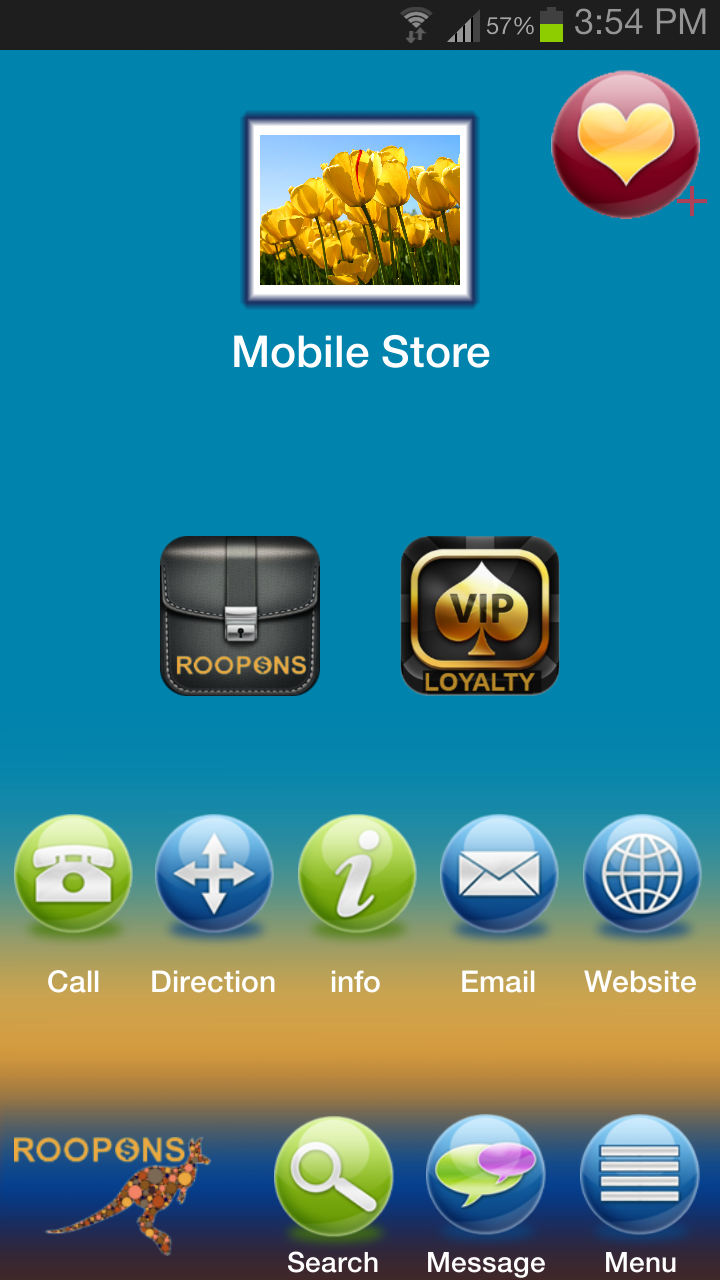 57% 3:54 PM
Mobile Store
ROOPONS
VIP
LOYALTY
Call Direction info Email Website
ROOPONS
Search Message Menu